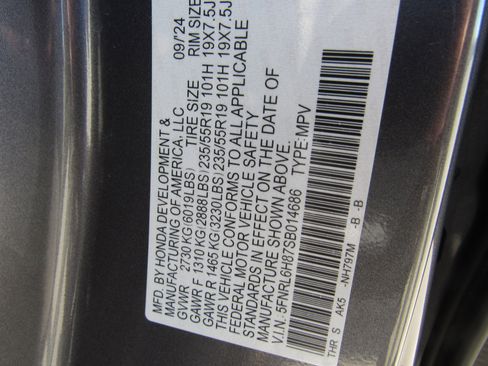 MFD. BY HONDA DEVELOPMENT & 09/'24
MANUFACTURING OF AMERICA, LLC
GVWR 2730 KG(6019LBS) TIRE SIZE RIM SIZE
GAWR F 1310 KG(2888LBS) 235/55R19 101H 19X7.5J
GAWR R 1465 KG(3230LBS) 235/55R19 101H 19X7.5J
THIS VEHICLE CONFORMS TO ALL APPLICABLE
FEDERAL MOTOR VEHICLE SAFETY
STANDARDS IN EFFECT ON THE DATE OF
MANUFACTURE SHOWN ABOVE.
V.I.N.: 5FNRL6H87SB014686 TYPE:MPV
THR S AK5 -NH797M -B -B